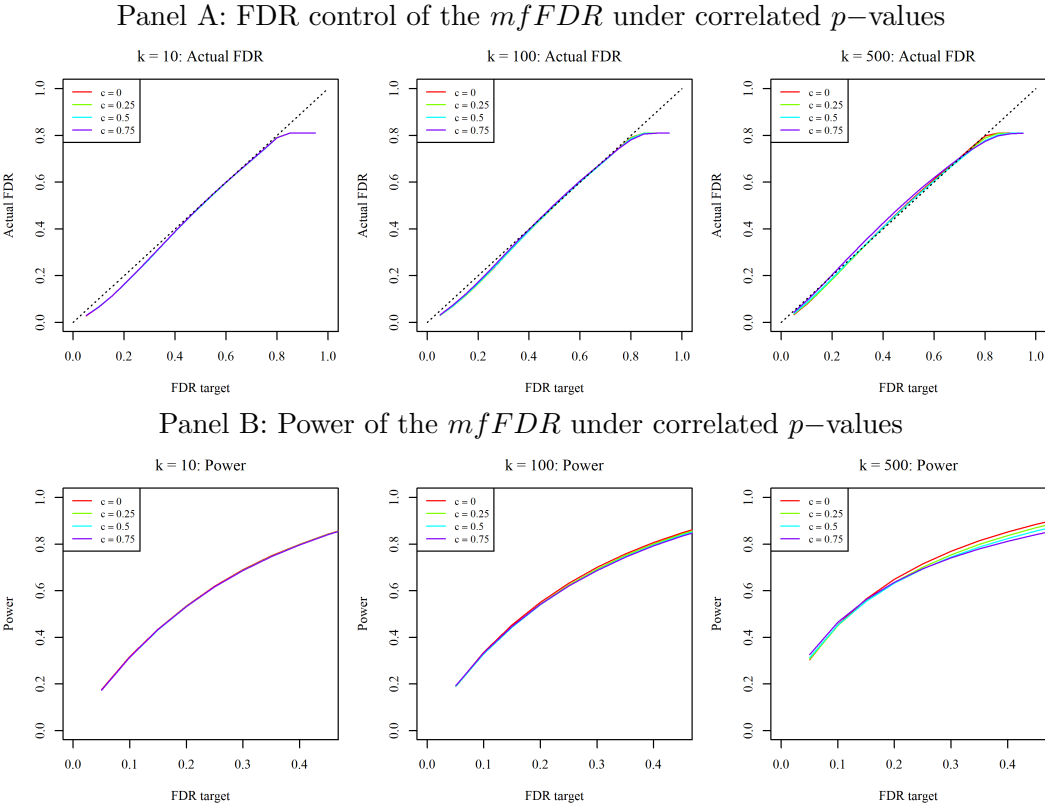 Panel A: FDR control of the mfFDR under correlated p−values
k = 10: Actual FDR
Actual FDR
0.0 0.2 0.4 0.6 0.8 1.0
c = 0
c = 0.25
c = 0.5
c = 0.75
0.0 0.2 0.4 0.6 0.8 1.0
FDR target
k = 100: Actual FDR
Actual FDR
0.0 0.2 0.4 0.6 0.8 1.0
c = 0
c = 0.25
c = 0.5
c = 0.75
0.0 0.2 0.4 0.6 0.8 1.0
FDR target
k = 500: Actual FDR
Actual FDR
0.0 0.2 0.4 0.6 0.8 1.0
c = 0
c = 0.25
c = 0.5
c = 0.75
0.0 0.2 0.4 0.6 0.8 1.0
FDR target
Panel B: Power of the mfFDR under correlated p−values
k = 10: Power
Power
0.0 0.2 0.4 0.6 0.8 1.0
c = 0
c = 0.25
c = 0.5
c = 0.75
0.0 0.1 0.2 0.3 0.4
FDR target
k = 100: Power
Power
0.0 0.2 0.4 0.6 0.8 1.0
c = 0
c = 0.25
c = 0.5
c = 0.75
0.0 0.1 0.2 0.3 0.4
FDR target
k = 500: Power
Power
0.0 0.2 0.4 0.6 0.8 1.0
c = 0
c = 0.25
c = 0.5
c = 0.75
0.0 0.1 0.2 0.3 0.4
FDR target